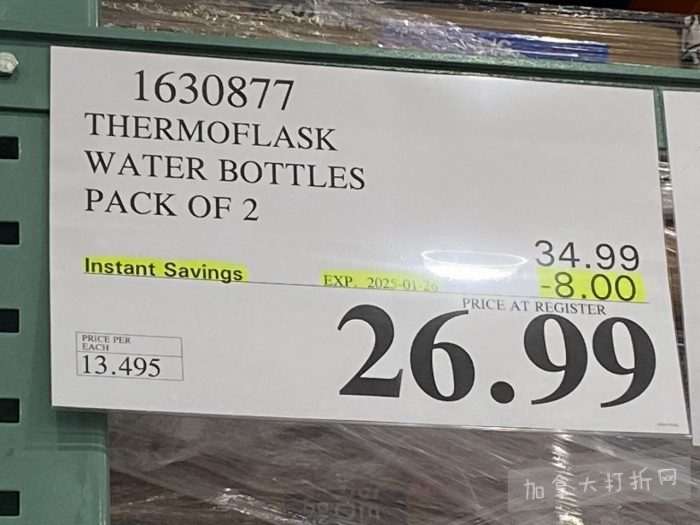 1630877
THERMOFLASK
WATER BOTTLES
PACK OF 2
34.99
Instant Savings EXP. 2025-01-26 -8.00
PRICE AT REGISTER
26.99
PRICE PER
EACH
13.495
加拿大打折网